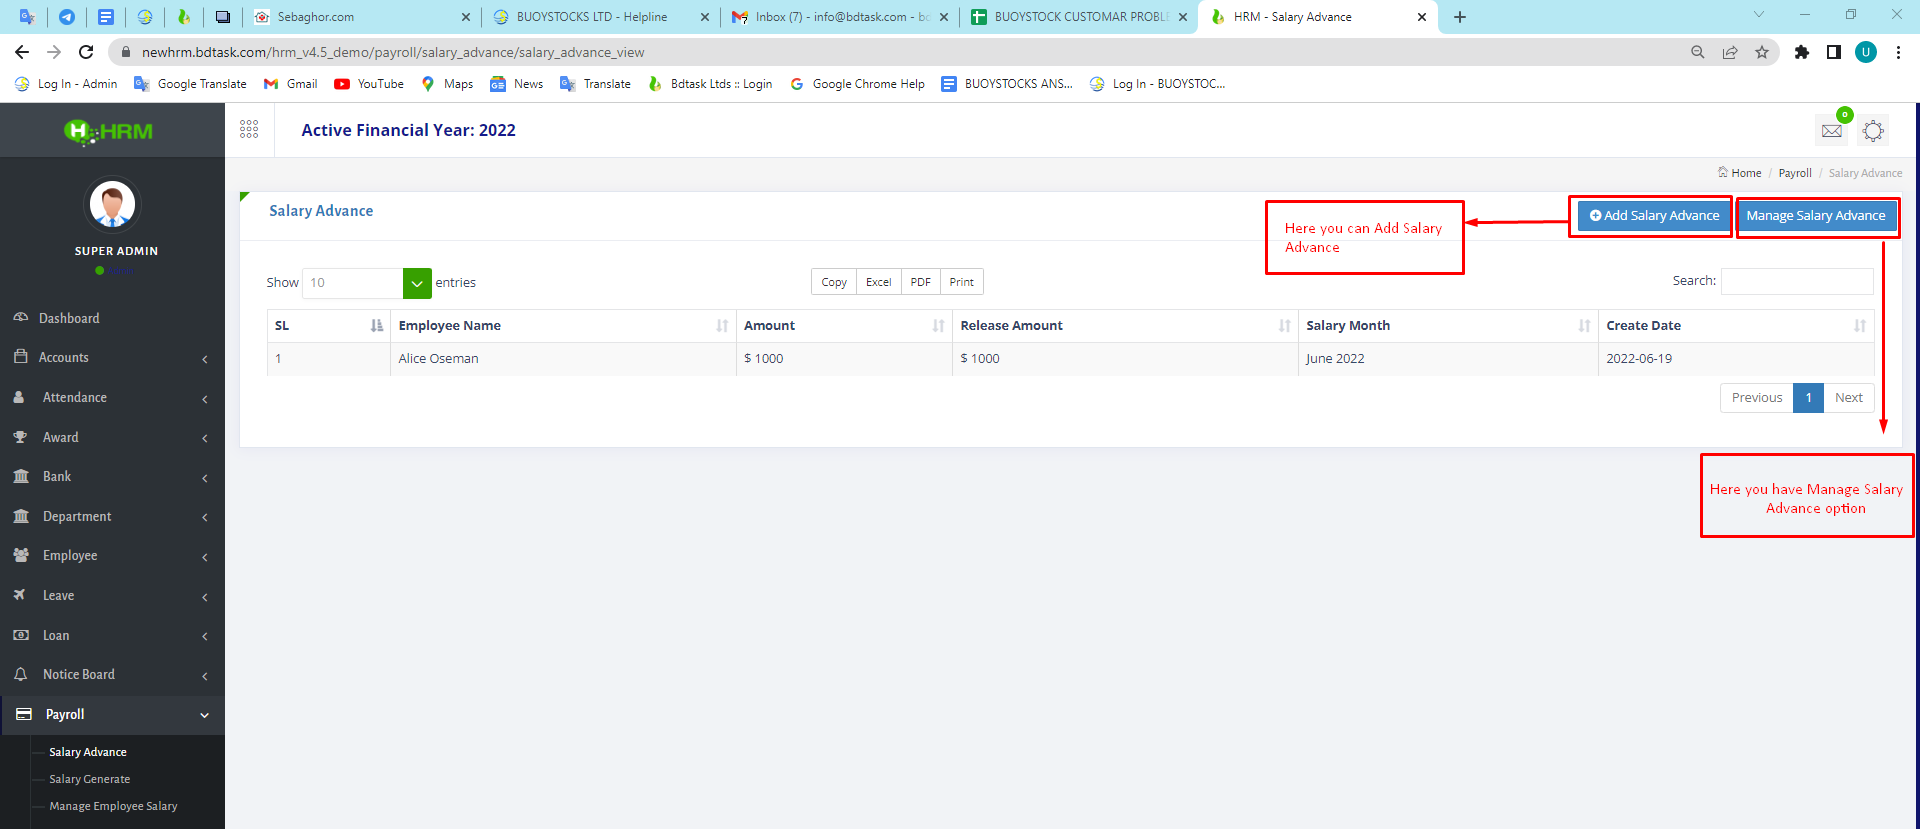 Sebaghor.com
BUOYSTOCKS LTD - Helpline
Inbox (7) - info@bdtask.com - bd
BUOYSTOCK CUSTOMAR PROBLE
HRM - Salary Advance
newhrm.bdtask.com/hrm_v4.5_demo/payroll/salary_advance/salary_advance_view
U
Log In - Admin
Google Translate
Gmail
YouTube
Maps
News
Translate
Bdtask Ltds :: Login
Google Chrome Help
BUOYSTOCKS ANS...
Log In - BUOYSTOC...
H HRM
Active Financial Year: 2022
0
Home / Payroll / Salary Advance
Salary Advance
Here you can Add Salary
Advance
Add Salary Advance
Manage Salary Advance
SUPER ADMIN
Show 10 entries
Copy Excel PDF Print
Search:
SL Employee Name Amount Release Amount Salary Month Create Date
1 Alice Oseman $ 1000 $ 1000 June 2022 2022-06-19
Previous 1 Next
Here you have Manage Salary
Advance option
Dashboard
Accounts
Attendance
Award
Bank
Department
Employee
Leave
Loan
Notice Board
Payroll
Salary Advance
Salary Generate
Manage Employee Salary